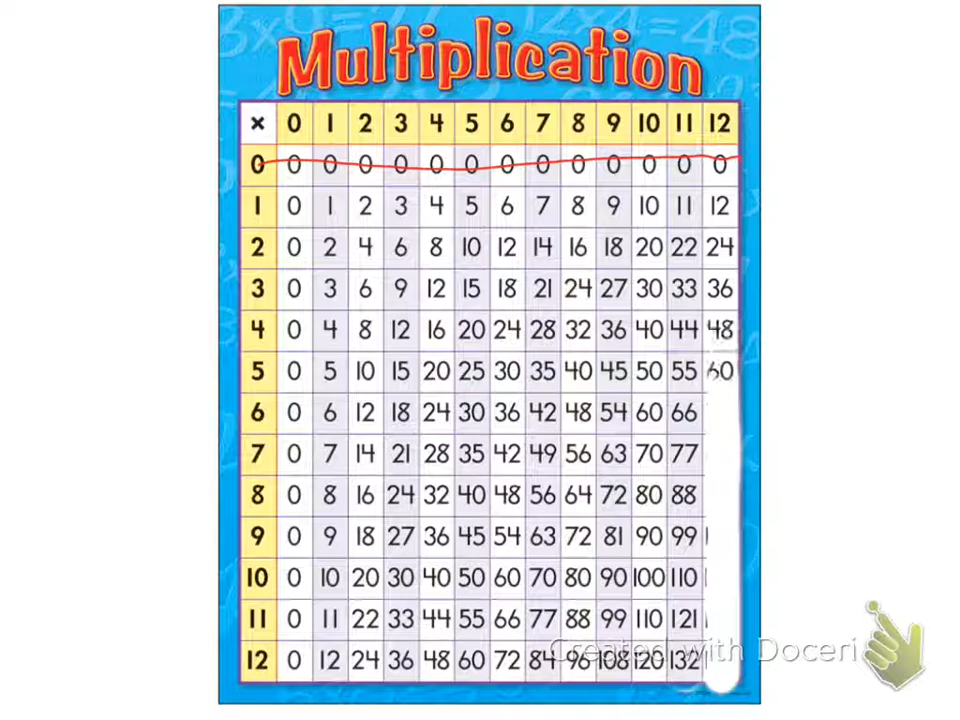 Multiplication
× 0 1 2 3 4 5 6 7 8 9 10 11 12
0 0 0 0 0 0 0 0 0 0 0 0 0 0
1 0 1 2 3 4 5 6 7 8 9 10 11 12
2 0 2 4 6 8 10 12 14 16 18 20 22 24
3 0 3 6 9 12 15 18 21 24 27 30 33 36
4 0 4 8 12 16 20 24 28 32 36 40 44 48
5 0 5 10 15 20 25 30 35 40 45 50 55 60
6 0 6 12 18 24 30 36 42 48 54 60 66
7 0 7 14 21 28 35 42 49 56 63 70 77
8 0 8 16 24 32 40 48 56 64 72 80 88
9 0 9 18 27 36 45 54 63 72 81 90 99
10 0 10 20 30 40 50 60 70 80 90 100 110
11 0 11 22 33 44 55 66 77 88 99 110 121
12 0 12 24 36 48 60 72 84 96 108 120 132
Created with Doceri